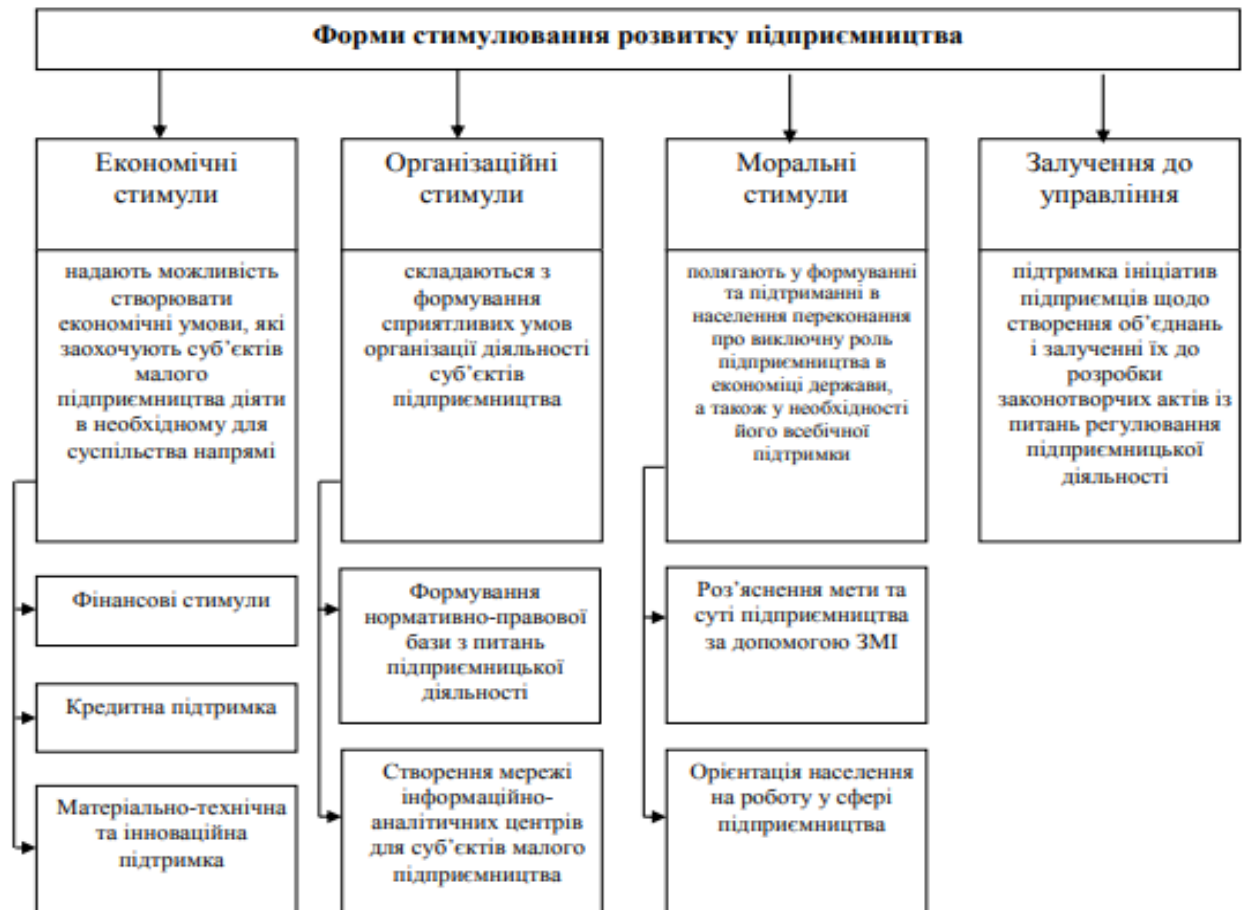 Форми стимулювання розвитку підприємництва
Економічні
стимули
надають можливість
створювати
економічні умови, які
заохочують суб’єктів
малого
підприємництва діяти
в необхідному для
суспільства напрямі
Фінансові стимули
Кредитна підтримка
Матеріально-технічна
та інноваційна
підтримка
Організаційні
стимули
складаються з
формування
сприятливих умов
організації діяльності
суб’єктів
підприємництва
Формування
нормативно-правової
бази з питань
підприємницької
діяльності
Створення мережі
інформаційно-
аналітичних центрів
для суб’єктів малого
підприємництва
Моральні
стимули
полягають у формуванні
та підтриманні в
населення переконання
про виключну роль
підприємництва в
економіці держави,
а також у необхідності
його всебічної
підтримки
Роз’яснення мети та
суті підприємництва
за допомогою ЗМІ
Орієнтація населення
на роботу у сфері
підприємництва
Залучення до
управління
підтримка ініціатив
підприємців щодо
створення об’єднань
і залученні їх до
розробки
законотворчих актів із
питань регулювання
підприємницької
діяльності